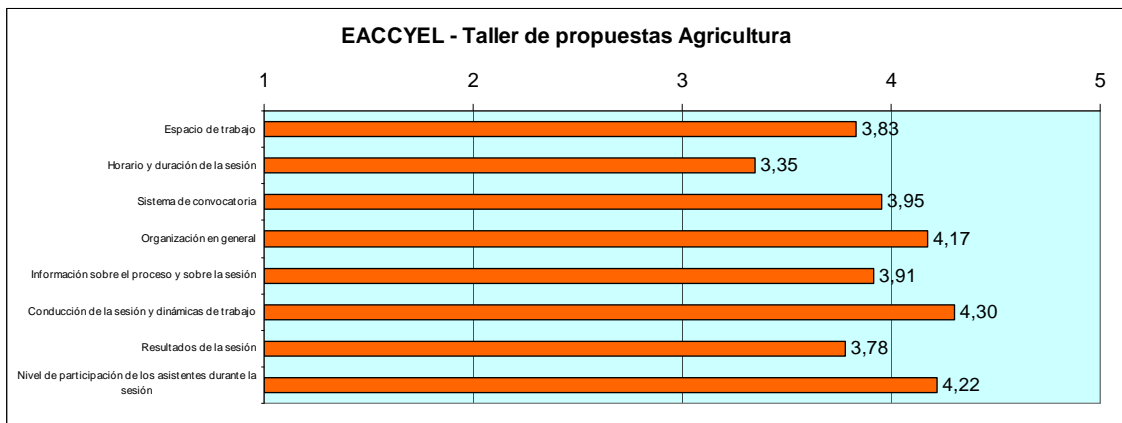 EACCYEL - Taller de propuestas Agricultura
1 2 3 4 5
Espacio de trabajo 3,83
Horario y duración de la sesión 3,35
Sistema de convocatoria 3,95
Organización en general 4,17
Información sobre el proceso y sobre la sesión 3,91
Conducción de la sesión y dinámicas de trabajo 4,30
Resultados de la sesión 3,78
Nivel de participación de los asistentes durante la
sesión 4,22